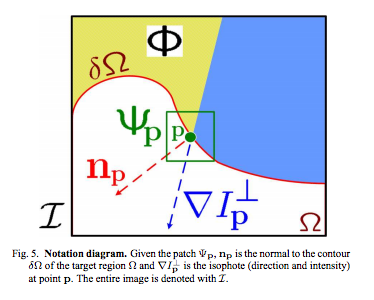 Φ
δΩ
Ψp
p
np
∇I⊥p
I
Ω
Fig. 5. Notation diagram. Given the patch Ψp, np is the normal to the contour
δΩ of the target region Ω and ∇I⊥p is the isophote (direction and intensity)
at point p. The entire image is denoted with I.